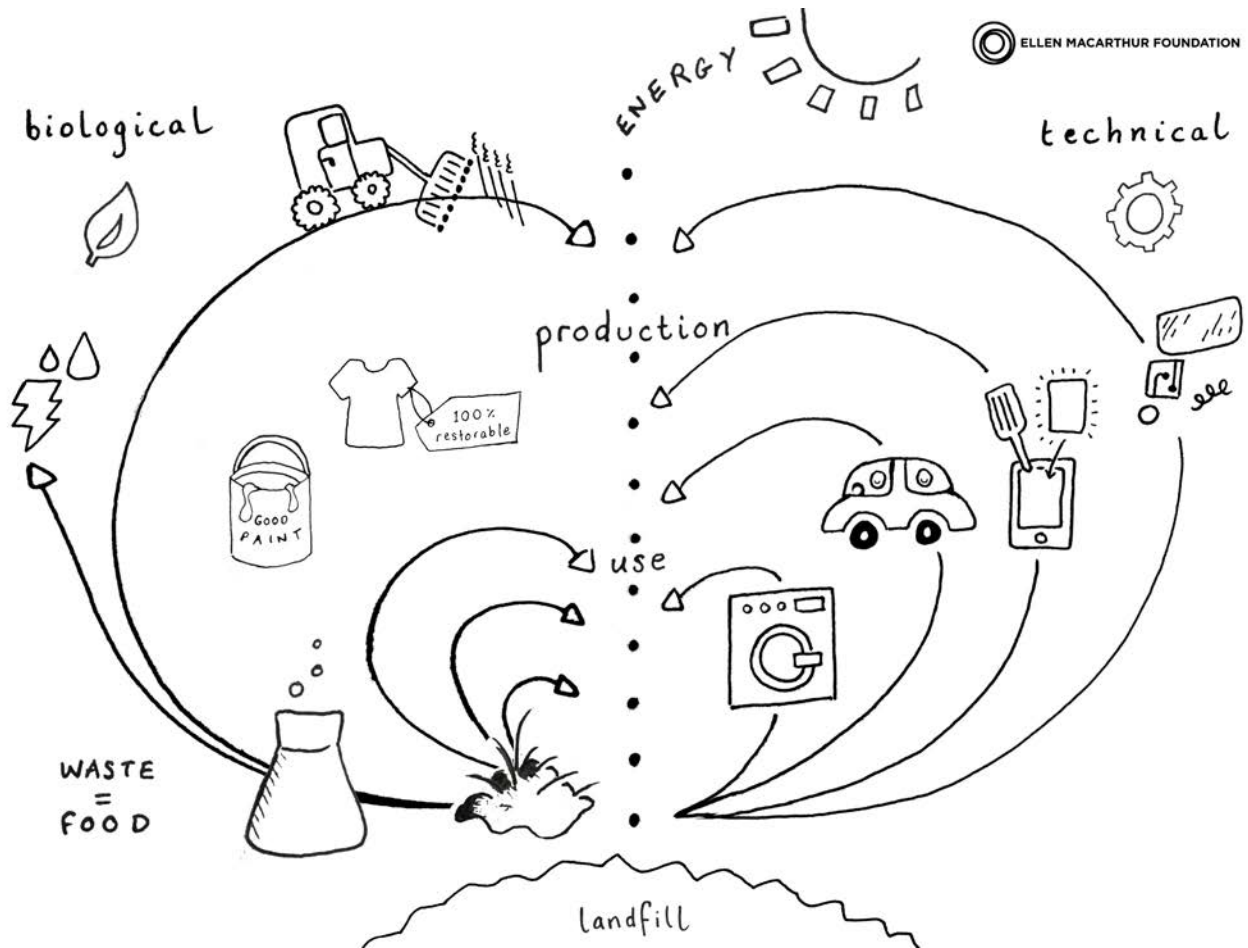 ELLEN MACARTHUR FOUNDATION
ENERGY
biological
technical
production
100%
restorable
GOOD
PAINT
use
WASTE
=
FOOD
landfill